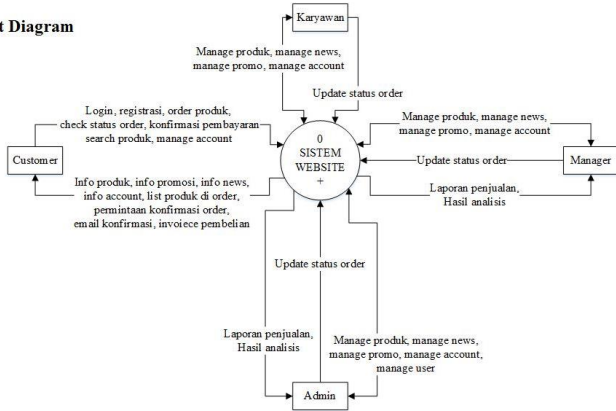 t Diagram
Karyawan
Manage produk, manage news,
manage promo, manage account
Update status order
Login, registrasi, order produk,
check status order, konfirmasi pembayaran
search produk, manage account
Manage produk, manage news,
manage promo, manage account
0
SISTEM
WEBSITE
+
Customer
Update status order
Manager
Info produk, info promosi, info news,
info account, list produk di order,
permintaan konfirmasi order,
email konfirmasi, invoiece pembelian
Laporan penjualan,
Hasil analisis
Update status order
Laporan penjualan,
Hasil analisis
Manage produk, manage news,
manage promo, manage account,
manage user
Admin